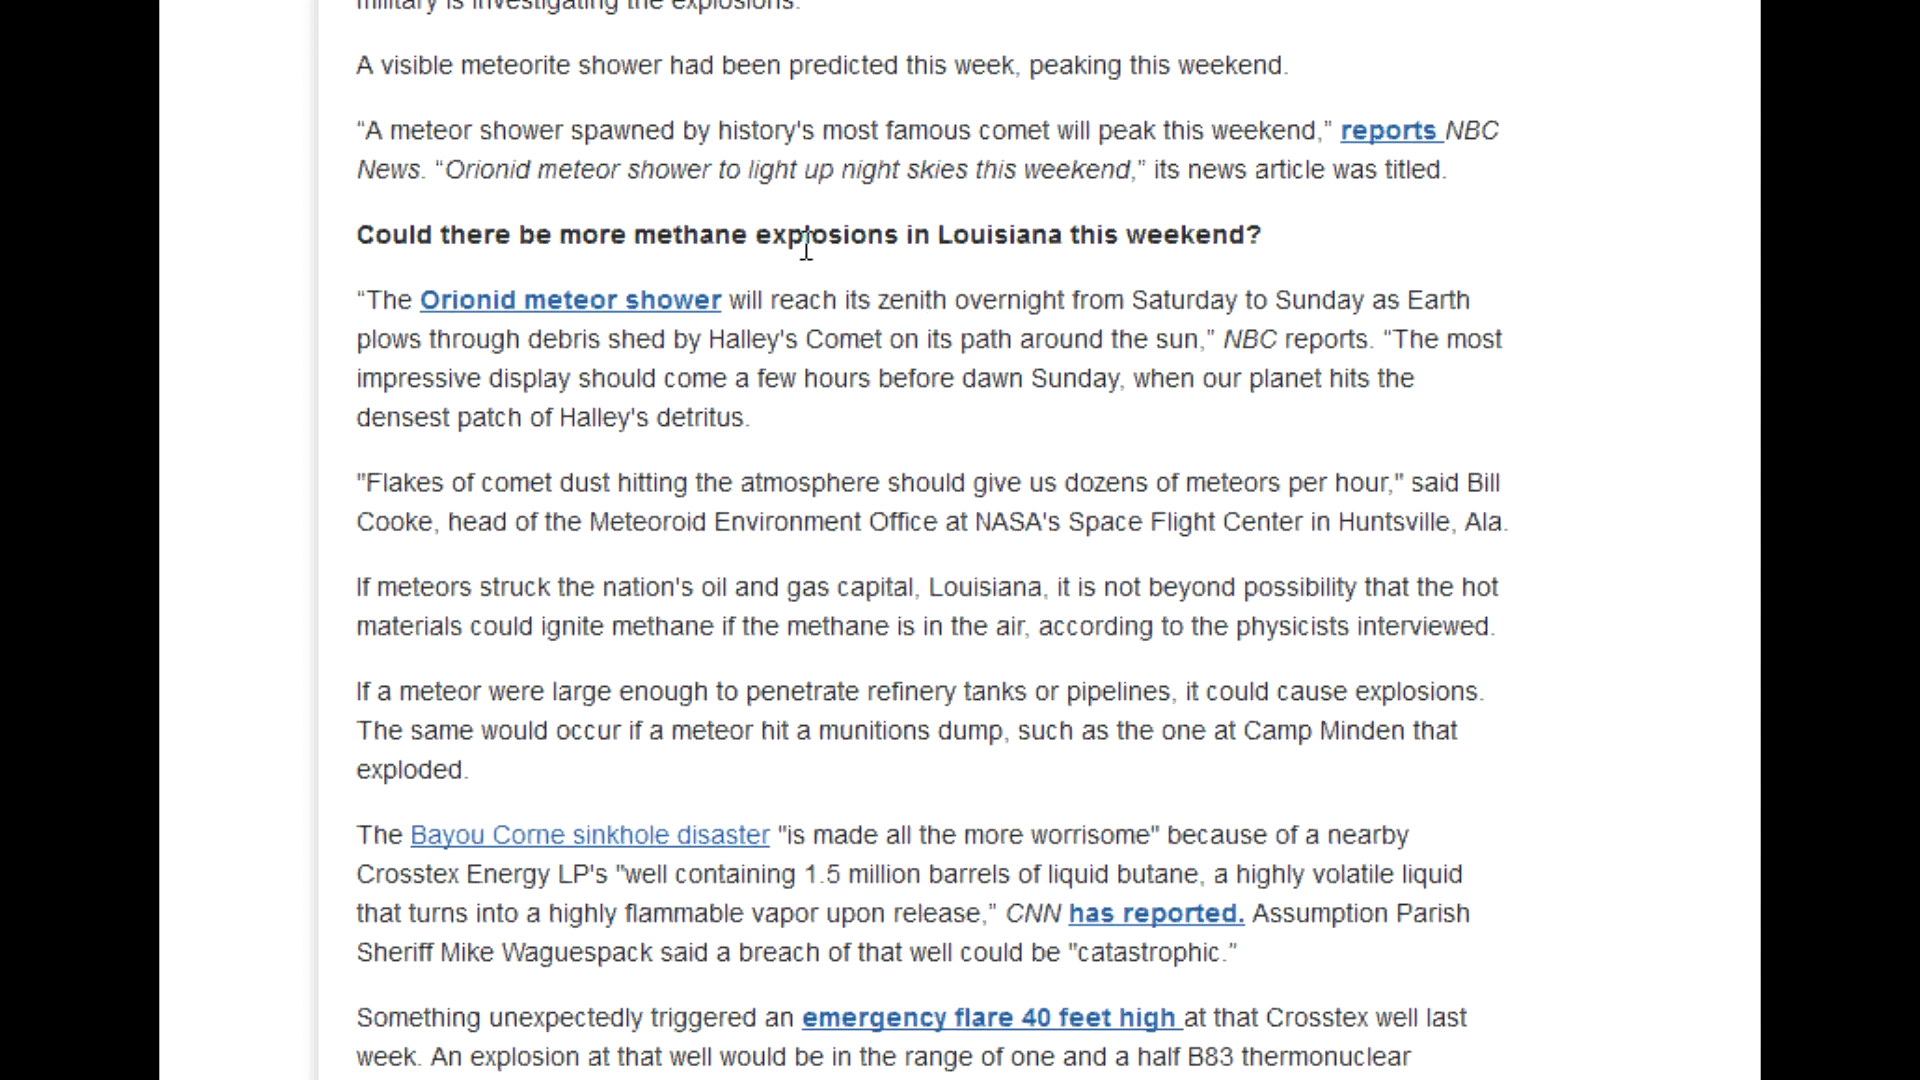 military is investigating the explosions.
A visible meteorite shower had been predicted this week, peaking this weekend.
“A meteor shower spawned by history's most famous comet will peak this weekend,” reports NBC
News. “Orionid meteor shower to light up night skies this weekend,” its news article was titled.
Could there be more methane explosions in Louisiana this weekend?
“The Orionid meteor shower will reach its zenith overnight from Saturday to Sunday as Earth
plows through debris shed by Halley's Comet on its path around the sun,” NBC reports. “The most
impressive display should come a few hours before dawn Sunday, when our planet hits the
densest patch of Halley's detritus.
"Flakes of comet dust hitting the atmosphere should give us dozens of meteors per hour," said Bill
Cooke, head of the Meteoroid Environment Office at NASA's Space Flight Center in Huntsville, Ala.
If meteors struck the nation's oil and gas capital, Louisiana, it is not beyond possibility that the hot
materials could ignite methane if the methane is in the air, according to the physicists interviewed.
If a meteor were large enough to penetrate refinery tanks or pipelines, it could cause explosions.
The same would occur if a meteor hit a munitions dump, such as the one at Camp Minden that
exploded.
The Bayou Corne sinkhole disaster "is made all the more worrisome" because of a nearby
Crosstex Energy LP's "well containing 1.5 million barrels of liquid butane, a highly volatile liquid
that turns into a highly flammable vapor upon release,” CNN has reported. Assumption Parish
Sheriff Mike Waguespack said a breach of that well could be "catastrophic.”
Something unexpectedly triggered an emergency flare 40 feet high at that Crosstex well last
week. An explosion at that well would be in the range of one and a half B83 thermonuclear